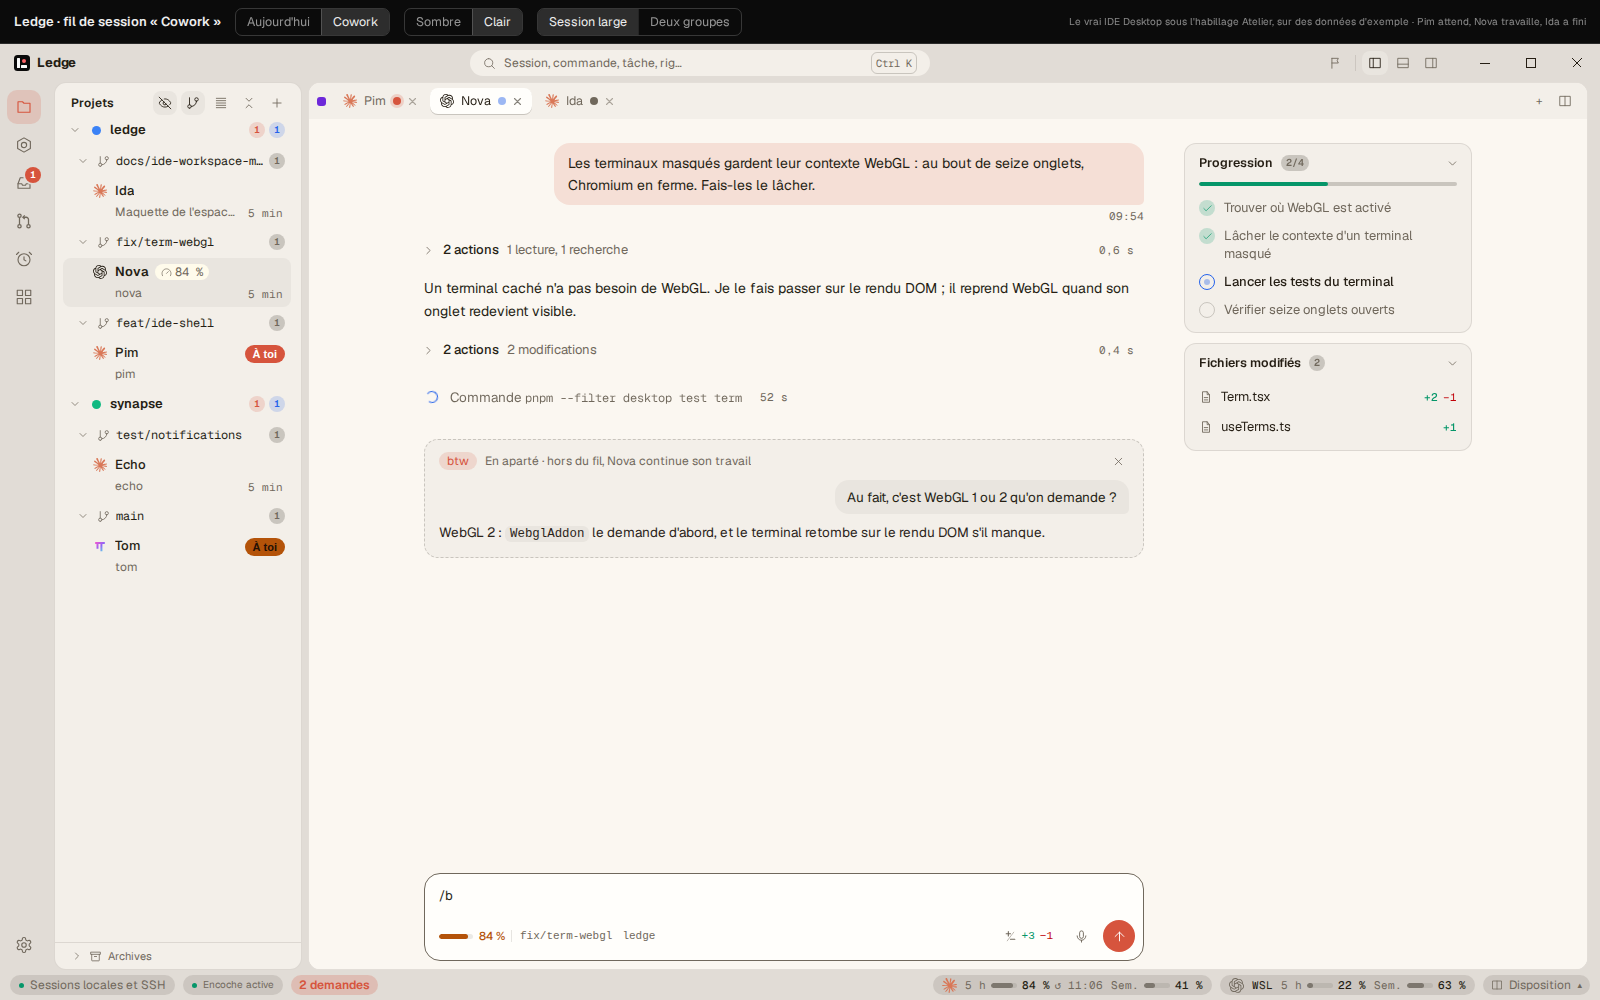 Ledge · fil de session « Cowork »
Aujourd'hui
Cowork
Sombre
Clair
Session large
Deux groupes
Le vrai IDE Desktop sous l'habillage Atelier, sur des données d'exemple · Pim attend, Nova travaille, Ida a fini
Ledge
Session, commande, tâche, rig…
Ctrl K
1
Projets
ledge
1
1
docs/ide-workspace-m…
1
Ida
Maquette de l'espac…
5 min
fix/term-webgl
1
Nova
84 %
nova
5 min
feat/ide-shell
1
Pim
À toi
pim
synapse
1
1
test/notifications
1
Echo
echo
5 min
main
1
Tom
À toi
tom
Archives
Pim
Nova
Ida
Les terminaux masqués gardent leur contexte WebGL : au bout de seize onglets,
Chromium en ferme. Fais-les le lâcher.
09:54
2 actions
1 lecture, 1 recherche
0,6 s
Un terminal caché n'a pas besoin de WebGL. Je le fais passer sur le rendu DOM ; il reprend WebGL quand son
onglet redevient visible.
2 actions
2 modifications
0,4 s
Commande pnpm --filter desktop test term
52 s
btw
En aparté · hors du fil, Nova continue son travail
Au fait, c'est WebGL 1 ou 2 qu'on demande ?
WebGL 2 : WebglAddon le demande d'abord, et le terminal retombe sur le rendu DOM s'il manque.
/b
84 %
fix/term-webgl
ledge
+3 −1
Progression
2/4
Trouver où WebGL est activé
Lâcher le contexte d'un terminal
masqué
Lancer les tests du terminal
Vérifier seize onglets ouverts
Fichiers modifiés
2
Term.tsx
+2 −1
useTerms.ts
+1
Sessions locales et SSH
Encoche active
2 demandes
5 h
84 %
↺ 11:06
Sem.
41 %
WSL
5 h
22 %
Sem.
63 %
Disposition